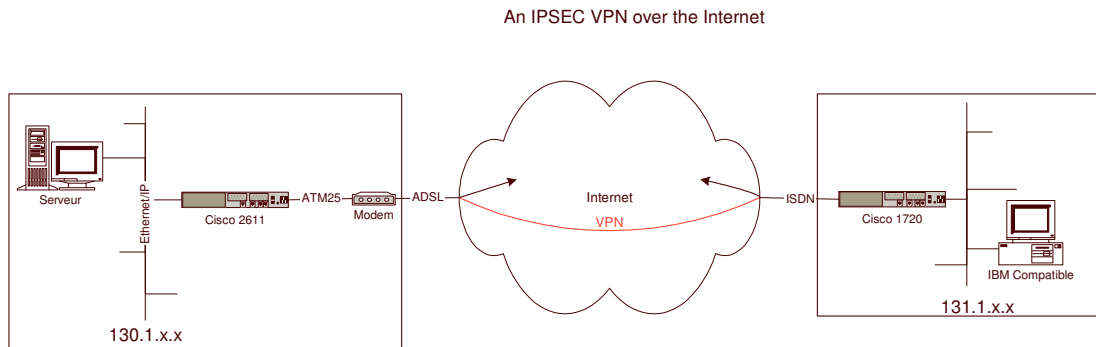 An IPSEC VPN over the Internet
Serveur
Ethernet/IP
Cisco 2611
ATM25
Modem
ADSL
Internet
VPN
ISDN
Cisco 1720
IBM Compatible
130.1.x.x
131.1.x.x